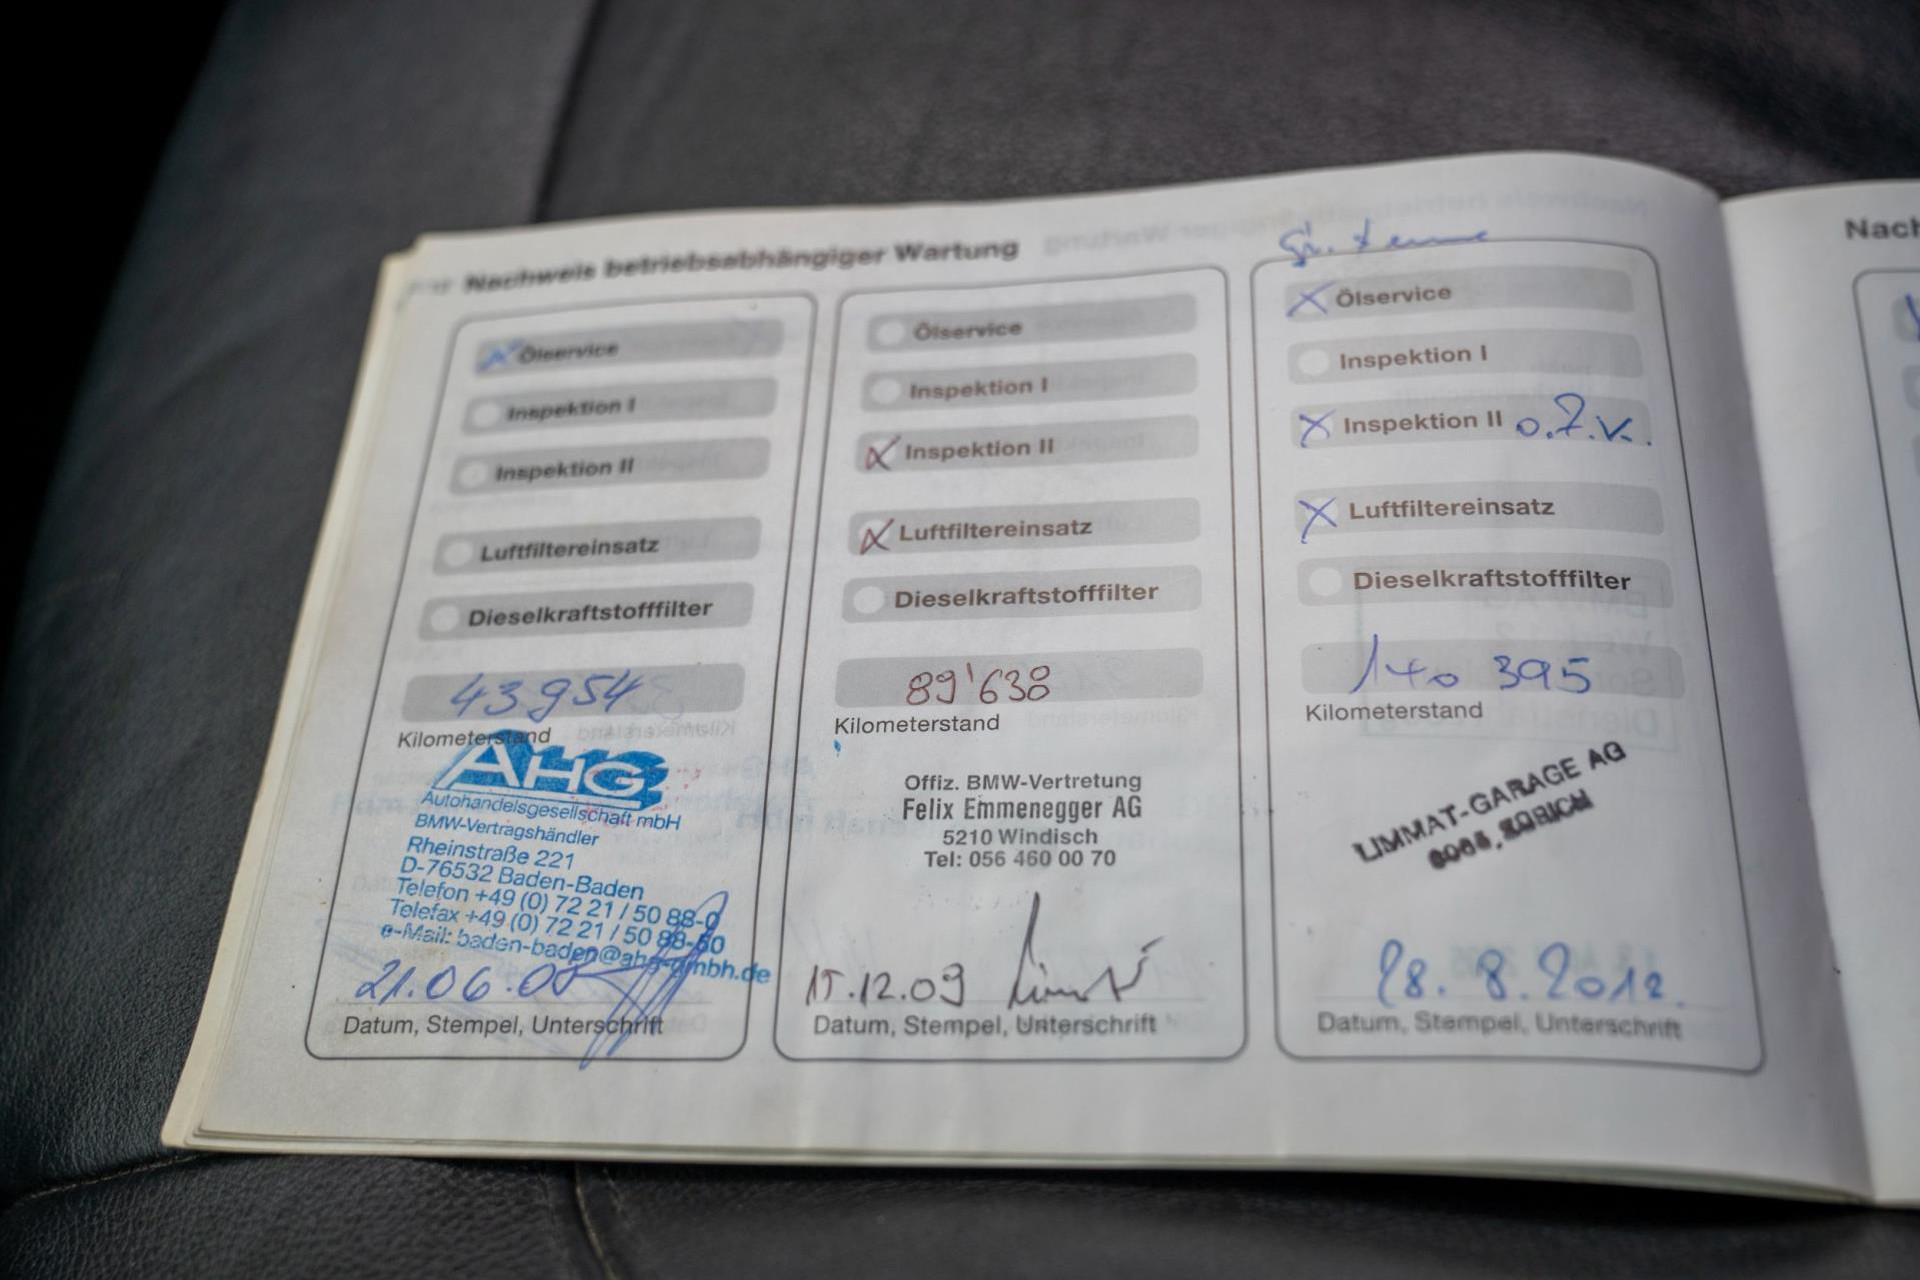 Nachweis betriebsabhängiger Wartung
Ölservice
Inspektion I
Inspektion II
Luftfiltereinsatz
Dieselkraftstofffilter
43954
Kilometerstand
AHG
Autohandelsgesellschaft mbH
BMW-Vertragshändler
Rheinstraße 221
D-76532 Baden-Baden
Telefon +49 (0) 72 21 / 50 88-0
Telefax +49 (0) 72 21 / 50 88-60
e-Mail: baden-baden@ahg-mbh.de
21.06.
Datum, Stempel, Unterschrift
Ölservice
Inspektion I
Inspektion II
Luftfiltereinsatz
Dieselkraftstofffilter
89'638
Kilometerstand
Offiz. BMW-Vertretung
Felix Emmenegger AG
5210 Windisch
Tel: 056 460 00 70
15.12.09
Datum, Stempel, Unterschrift
Ölservice
Inspektion I
Inspektion II o.Z.K.
Luftfiltereinsatz
Dieselkraftstofffilter
140 395
Kilometerstand
LIMMAT-GARAGE AG
ZÜRICH
28.8.2012
Datum, Stempel, Unterschrift
Nach